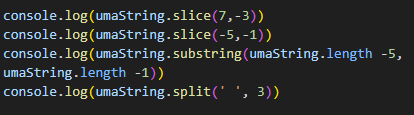 console.log(umaString.slice(7,-3))
console.log(umaString.slice(-5,-1))
console.log(umaString.substring(umaString.length -5,
umaString.length -1))
console.log(umaString.split(' ', 3))